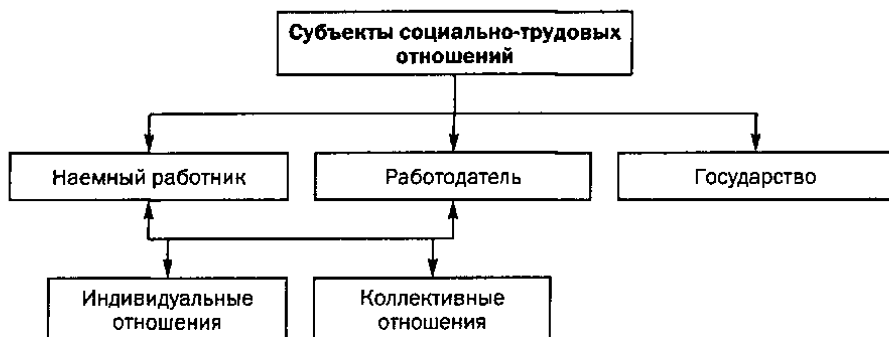 Субъекты социально-трудовых
отношений
Наемный работник
Работодатель
Государство
Индивидуальные
отношения
Коллективные
отношения